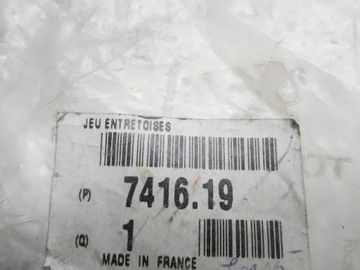 JEU ENTRETOISES
(P) 7416.19
(Q) 1
MADE IN FRANCE